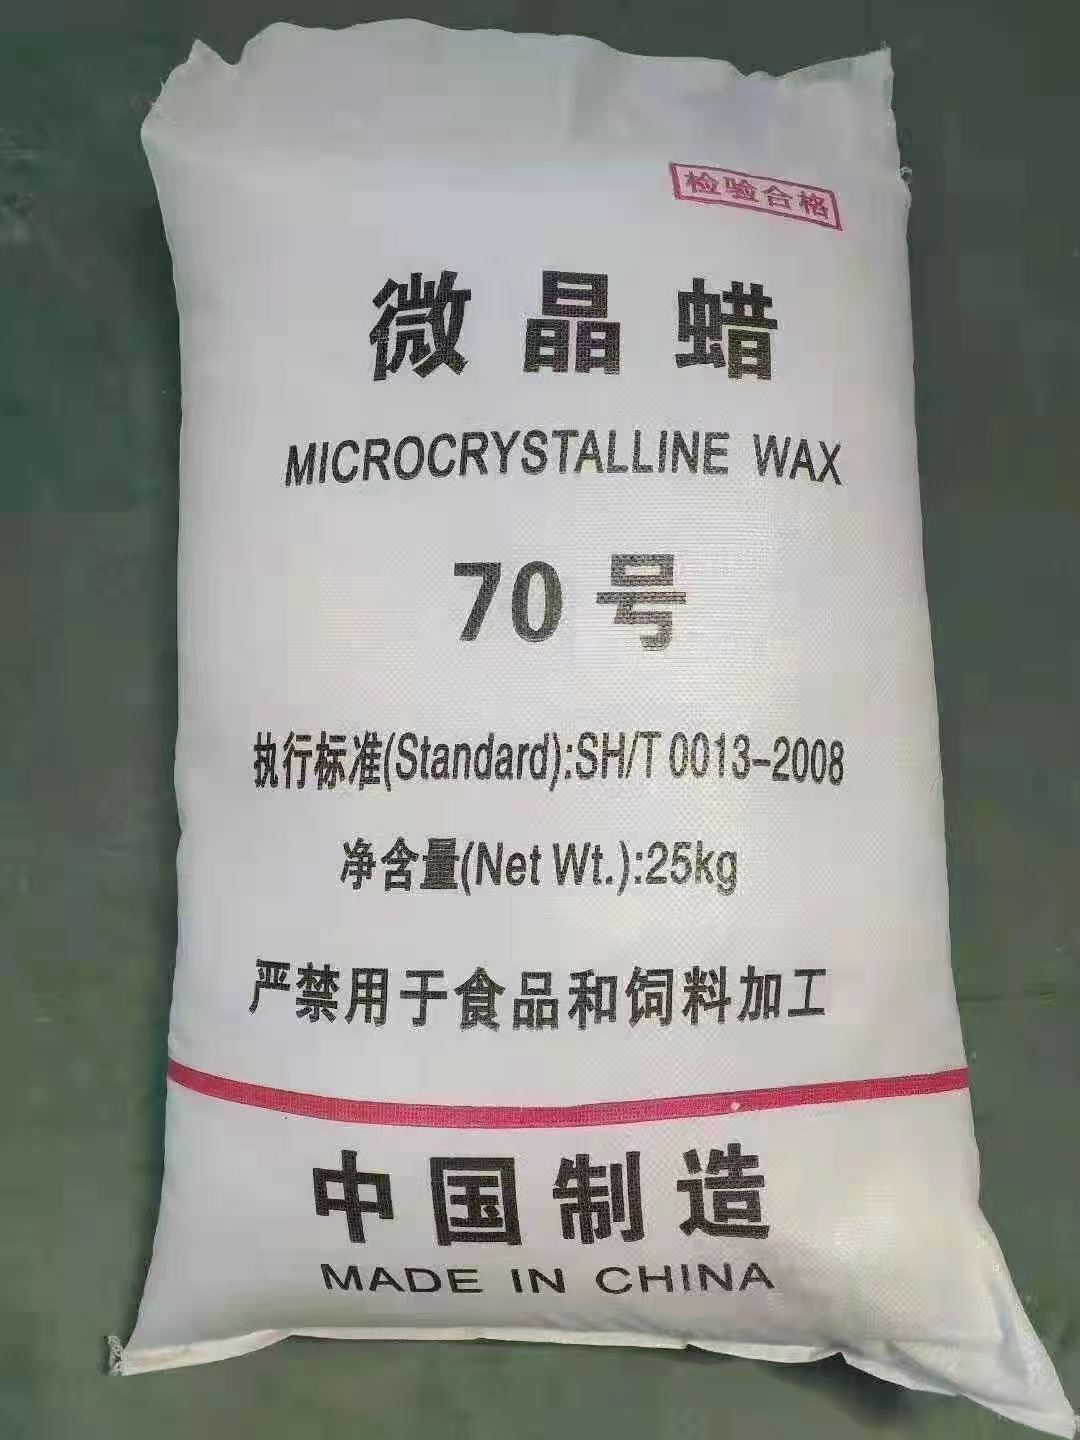 检验合格
微晶蜡
MICROCRYSTALLINE WAX
70号
执行标准(Standard):SH/T 0013-2008
净含量(Net Wt.):25kg
严禁用于食品和饲料加工
中国制造
MADE IN CHINA